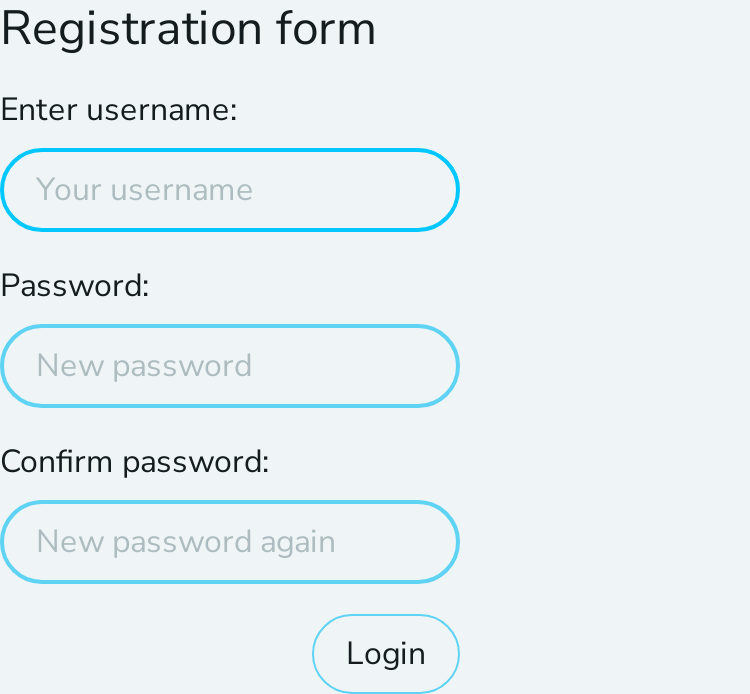 Registration form
Enter username:
Your username
Password:
New password
Confirm password:
New password again
Login